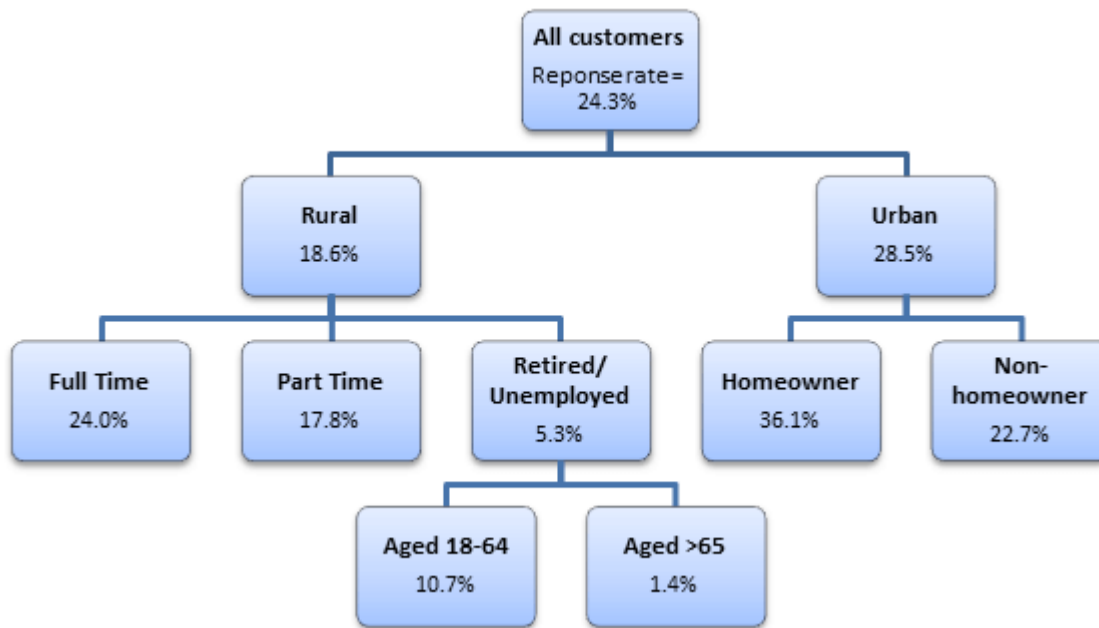 All customers
Reponserate=
24.3%
Rural
18.6%
Urban
28.5%
Full Time
24.0%
Part Time
17.8%
Retired/
Unemployed
5.3%
Homeowner
36.1%
Non-
homeowner
22.7%
Aged 18-64
10.7%
Aged >65
1.4%